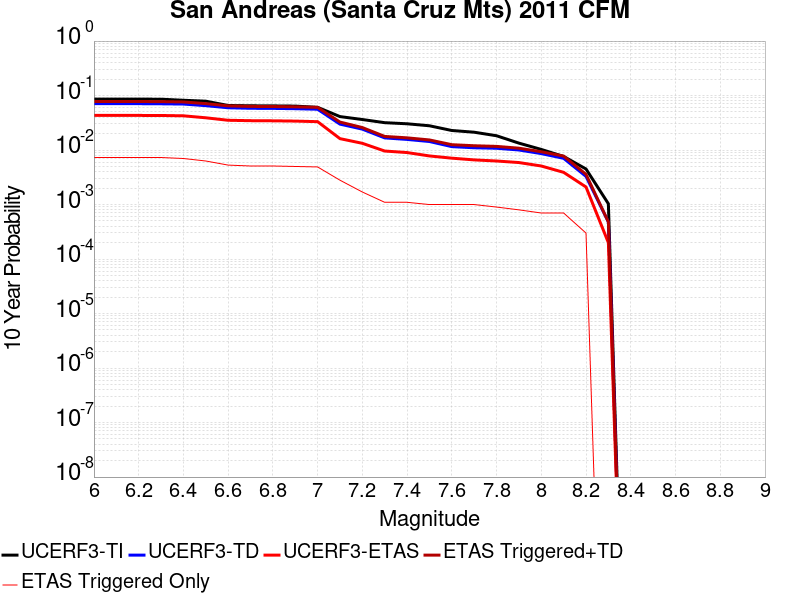 San Andreas (Santa Cruz Mts) 2011 CFM
10^0
10^-1
10^-2
10^-3
10^-4
10^-5
10^-6
10^-7
10^-8
10 Year Probability
6 6.2 6.4 6.6 6.8 7 7.2 7.4 7.6 7.8 8 8.2 8.4 8.6 8.8 9
Magnitude
UCERF3-TI UCERF3-TD UCERF3-ETAS ETAS Triggered+TD
ETAS Triggered Only